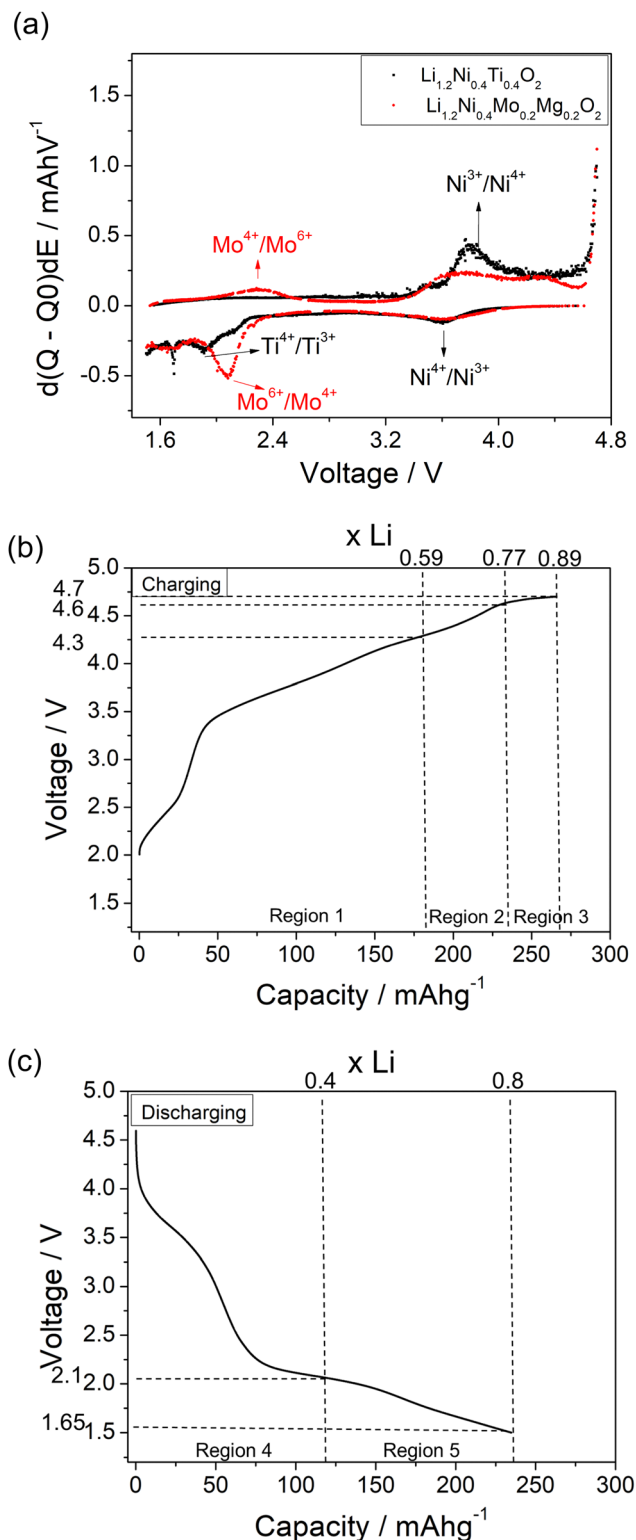 (a)
Li₁.₂Ni₀.₄Ti₀.₄O₂
Li₁.₂Ni₀.₄Mo₀.₂Mg₀.₂O₂
1.5
1.0
0.5
0.0
-0.5
d(Q - Q0)dE / mAhV⁻¹
Ni³⁺/Ni⁴⁺
Mo⁴⁺/Mo⁶⁺
Ti⁴⁺/Ti³⁺
Mo⁶⁺/Mo⁴⁺
Ni⁴⁺/Ni³⁺
1.6 2.4 3.2 4.0 4.8
Voltage / V
(b)
x Li
0.59 0.77 0.89
Charging
5.0
4.7
4.6
4.5
4.3
4.0
3.5
3.0
2.5
2.0
1.5
Voltage / V
Region 1 Region 2 Region 3
0 50 100 150 200 250 300
Capacity / mAhg⁻¹
(c)
x Li
0.4 0.8
Discharging
5.0
4.5
4.0
3.5
3.0
2.5
2.1
2.0
1.65
1.5
Voltage / V
Region 4 Region 5
0 50 100 150 200 250 300
Capacity / mAhg⁻¹